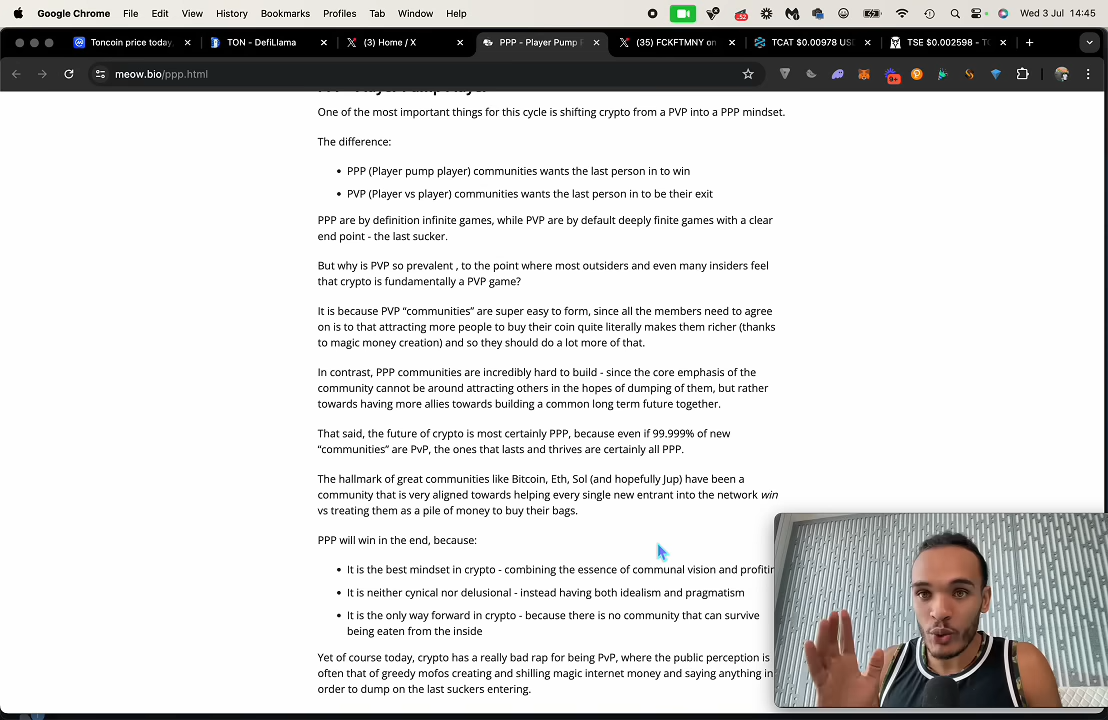 Google Chrome File Edit View History Bookmarks Profiles Tab Window Help 52 Wed 3 Jul 14:45
Toncoin price today, TON - DefiLlama (3) Home / X PPP - Player Pump P (35) FCKFTMNY on TCAT $0.00978 US TSE $0.002598 - T
meow.bio/ppp.html 9+
One of the most important things for this cycle is shifting crypto from a PVP into a PPP mindset.
The difference:
• PPP (Player pump player) communities wants the last person in to win
• PVP (Player vs player) communities wants the last person in to be their exit
PPP are by definition infinite games, while PVP are by default deeply finite games with a clear
end point - the last sucker.
But why is PVP so prevalent , to the point where most outsiders and even many insiders feel
that crypto is fundamentally a PVP game?
It is because PVP “communities” are super easy to form, since all the members need to agree
on is to that attracting more people to buy their coin quite literally makes them richer (thanks
to magic money creation) and so they should do a lot more of that.
In contrast, PPP communities are incredibly hard to build - since the core emphasis of the
community cannot be around attracting others in the hopes of dumping of them, but rather
towards having more allies towards building a common long term future together.
That said, the future of crypto is most certainly PPP, because even if 99.999% of new
“communities” are PvP, the ones that lasts and thrives are certainly all PPP.
The hallmark of great communities like Bitcoin, Eth, Sol (and hopefully Jup) have been a
community that is very aligned towards helping every single new entrant into the network win
vs treating them as a pile of money to buy their bags.
PPP will win in the end, because:
• It is the best mindset in crypto - combining the essence of communal vision and profitin
• It is neither cynical nor delusional - instead having both idealism and pragmatism
• It is the only way forward in crypto - because there is no community that can survive
being eaten from the inside
Yet of course today, crypto has a really bad rap for being PvP, where the public perception is
often that of greedy mofos creating and shilling magic internet money and saying anything in
order to dump on the last suckers entering.